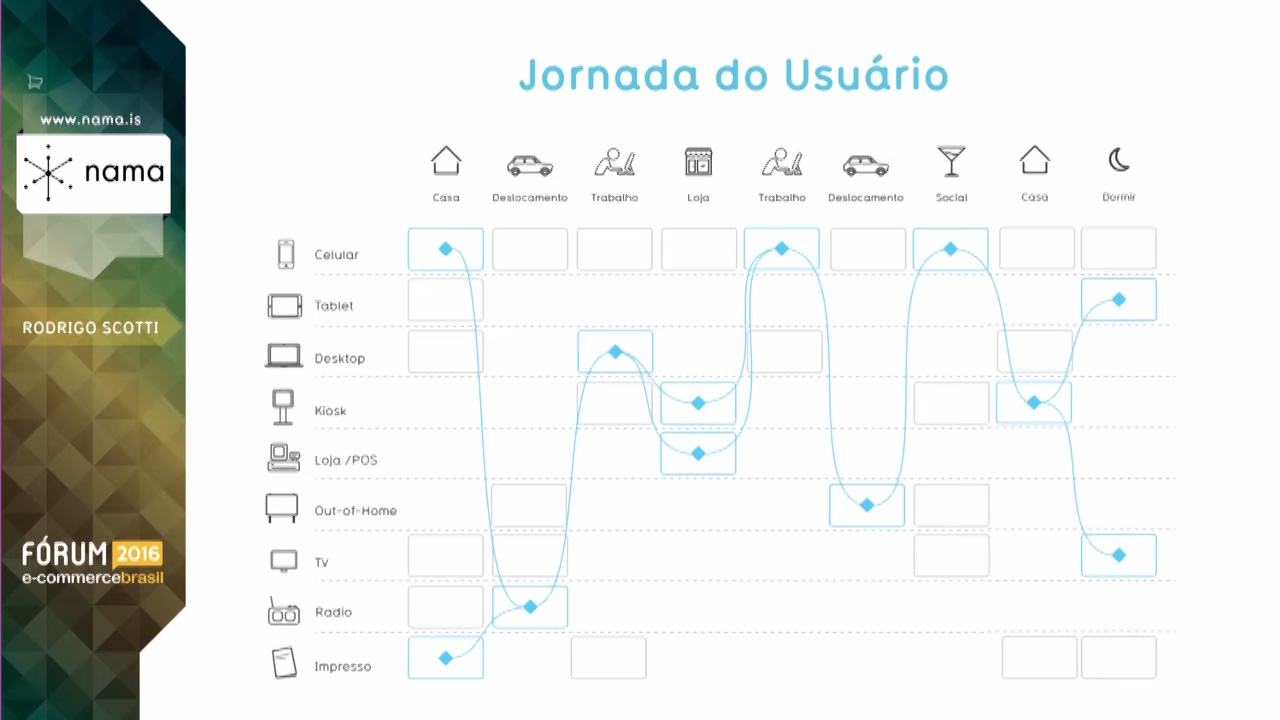 www.nama.is
nama
RODRIGO SCOTTI
FÓRUM 2016
e-commercebrasil
Jornada do Usuário
Casa Deslocamento Trabalho Loja Trabalho Deslocamento Social Casa Dormir
Celular
Tablet
Desktop
Kiosk
Loja /POS
Out-of-Home
TV
Radio
Impresso